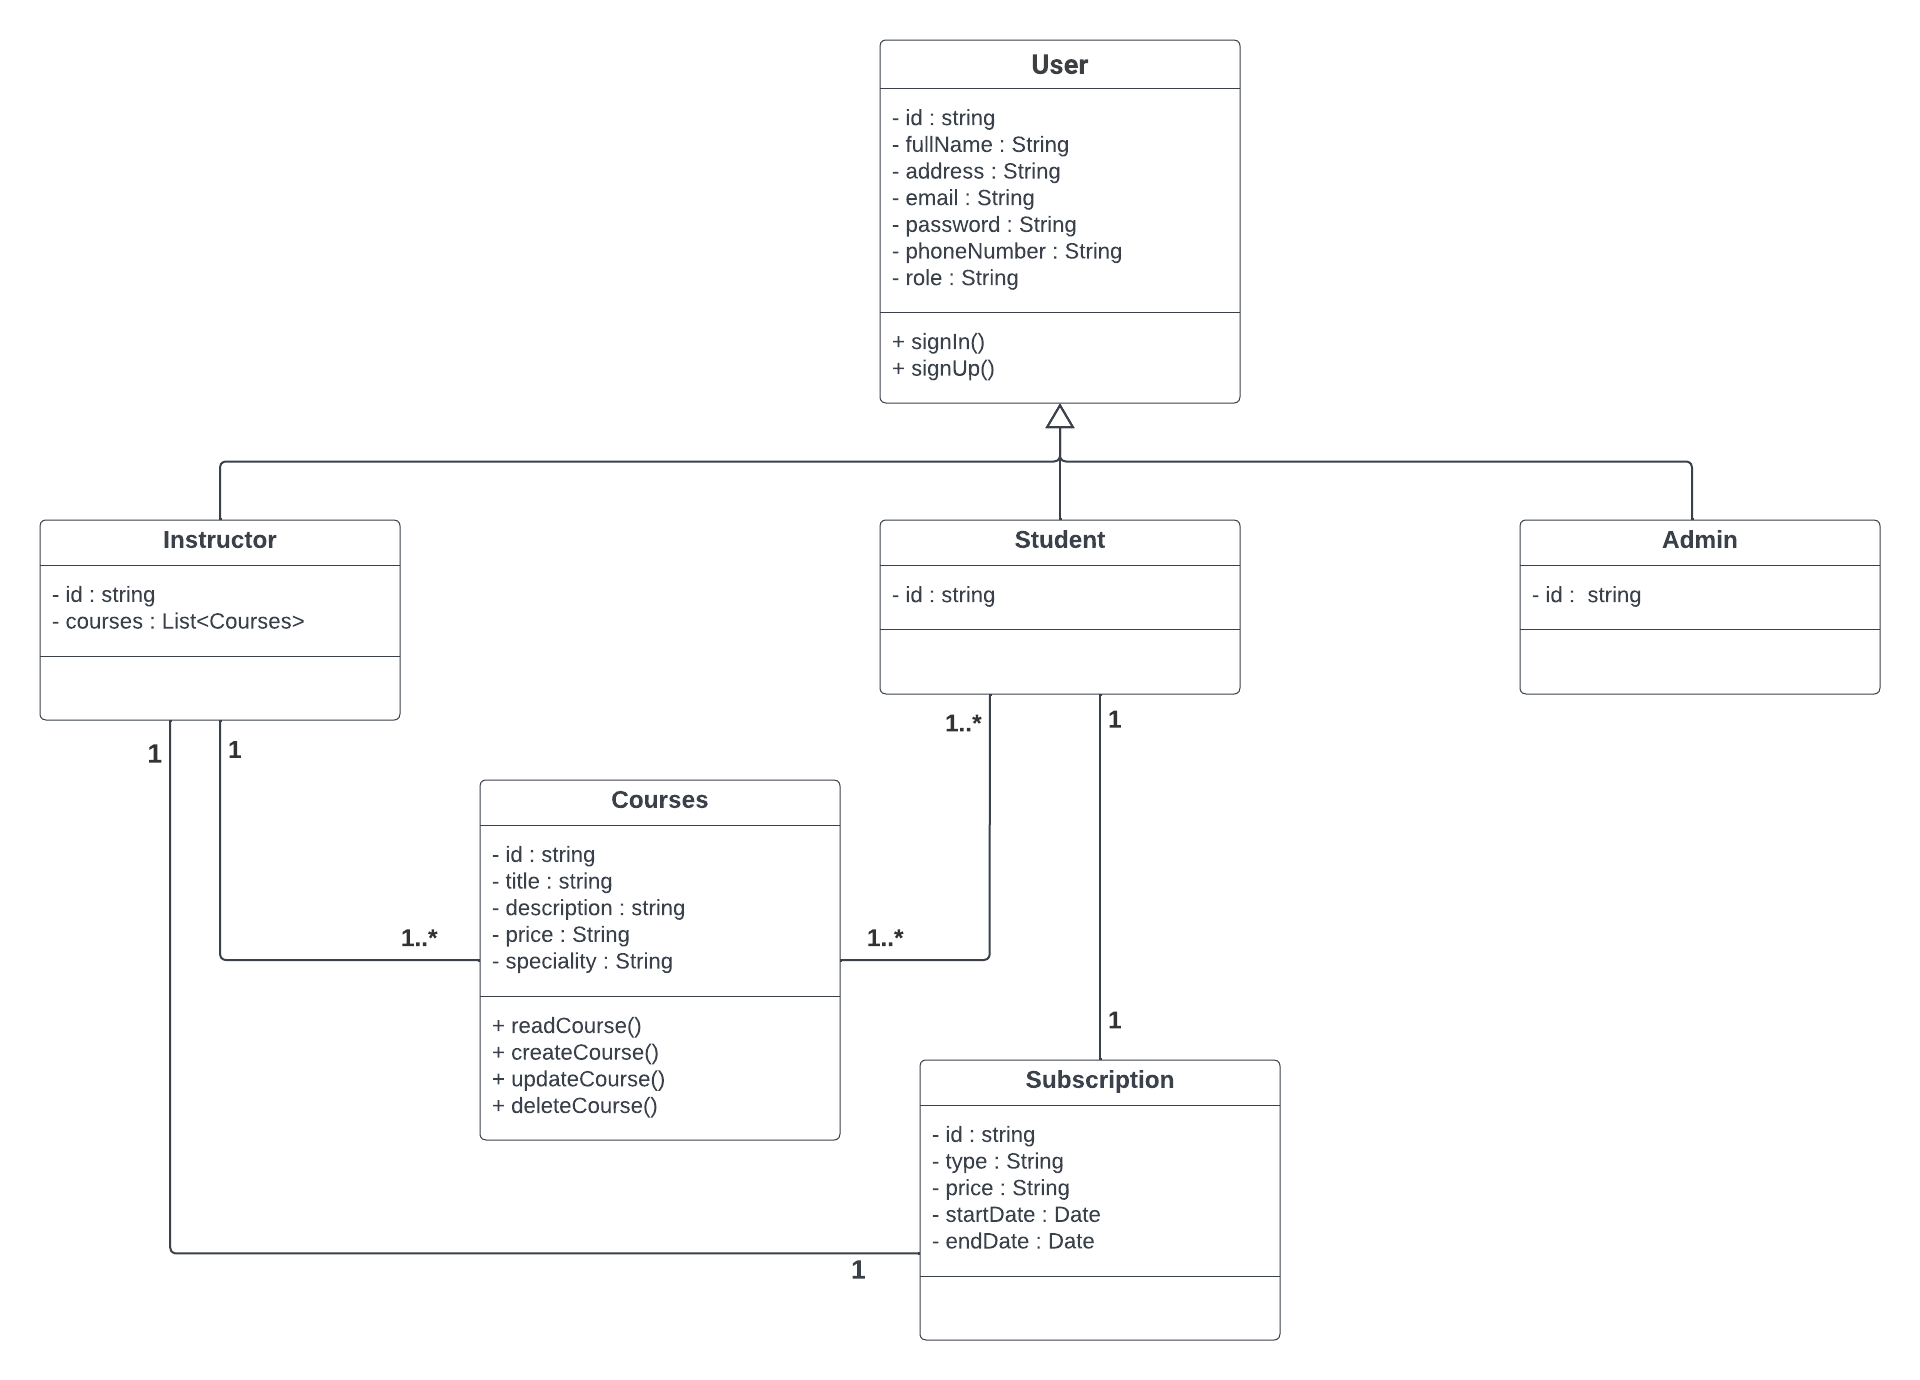 User
- id : string
- fullName : String
- address : String
- email : String
- password : String
- phoneNumber : String
- role : String
+ signIn()
+ signUp()
Instructor
- id : string
- courses : List<Courses>
Student
- id : string
Admin
- id :  string
1
1
1..*
1
Courses
- id : string
- title : string
- description : string
- price : String
- speciality : String
+ readCourse()
+ createCourse()
+ updateCourse()
+ deleteCourse()
1..*
1..*
1
Subscription
- id : string
- type : String
- price : String
- startDate : Date
- endDate : Date
1